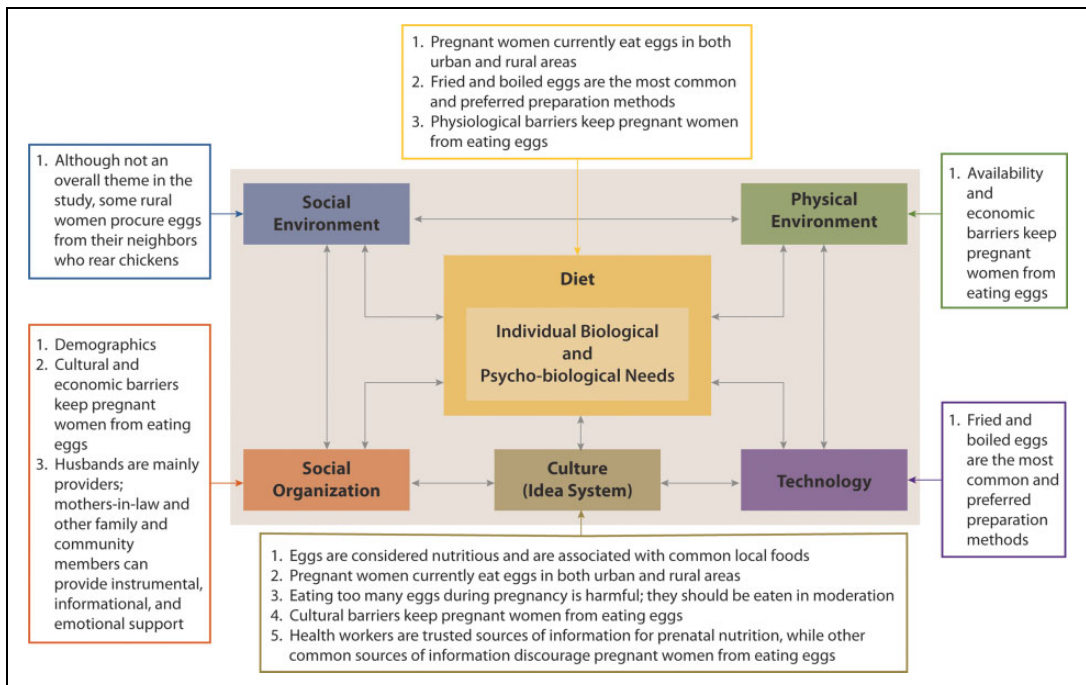 1. Pregnant women currently eat eggs in both
urban and rural areas
2. Fried and boiled eggs are the most common
and preferred preparation methods
3. Physiological barriers keep pregnant women
from eating eggs
1. Although not an
overall theme in the
study, some rural
women procure eggs
from their neighbors
who rear chickens
Social
Environment
Physical
Environment
1. Availability
and
economic
barriers keep
pregnant
women from
eating eggs
Diet
Individual Biological
and
Psycho-biological Needs
1. Demographics
2. Cultural and
economic barriers
keep pregnant
women from eating
eggs
3. Husbands are mainly
providers;
mothers-in-law and
other family and
community
members can
provide instrumental,
informational, and
emotional support
Social
Organization
Culture
(Idea System)
Technology
1. Fried and
boiled eggs
are the most
common and
preferred
preparation
methods
1. Eggs are considered nutritious and are associated with common local foods
2. Pregnant women currently eat eggs in both urban and rural areas
3. Eating too many eggs during pregnancy is harmful; they should be eaten in moderation
4. Cultural barriers keep pregnant women from eating eggs
5. Health workers are trusted sources of information for prenatal nutrition, while other
common sources of information discourage pregnant women from eating eggs